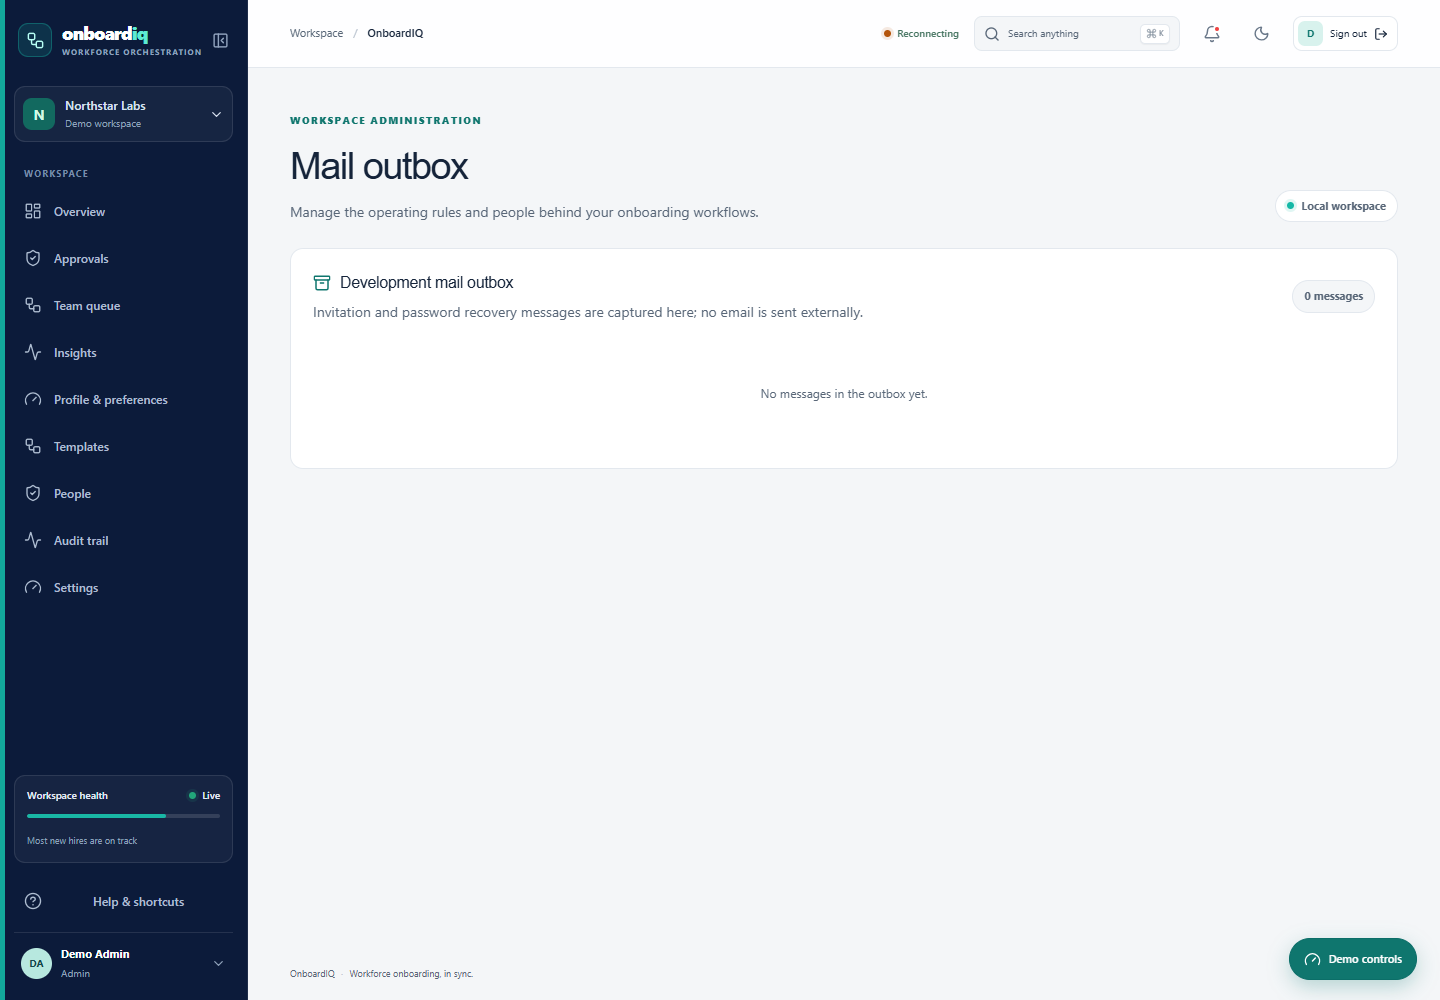 onboardiq
WORKFORCE ORCHESTRATION
N
Northstar Labs
Demo workspace
WORKSPACE
Overview
Approvals
Team queue
Insights
Profile & preferences
Templates
People
Audit trail
Settings
Workspace health
Live
Most new hires are on track
Help & shortcuts
DA
Demo Admin
Admin
Workspace / OnboardIQ
Reconnecting
Search anything
⌘ K
D
Sign out
WORKSPACE ADMINISTRATION
Mail outbox
Manage the operating rules and people behind your onboarding workflows.
Local workspace
Development mail outbox
Invitation and password recovery messages are captured here; no email is sent externally.
0 messages
No messages in the outbox yet.
OnboardIQ · Workforce onboarding, in sync.
Demo controls